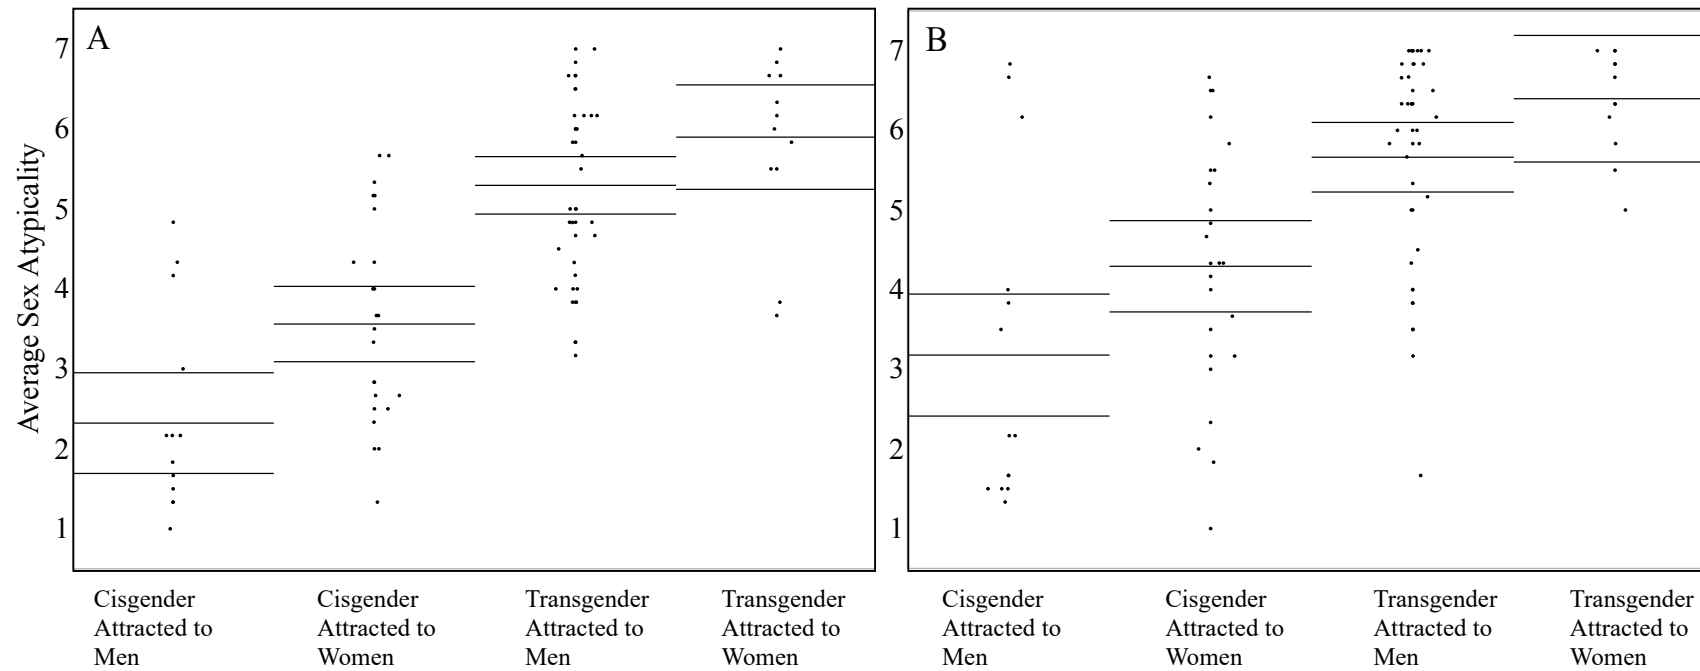 A
B
Average Sex Atypicality
7
6
5
4
3
2
1
7
6
5
4
3
2
1
Cisgender
Attracted to
Men
Cisgender
Attracted to
Women
Transgender
Attracted to
Men
Transgender
Attracted to
Women
Cisgender
Attracted to
Men
Cisgender
Attracted to
Women
Transgender
Attracted to
Men
Transgender
Attracted to
Women